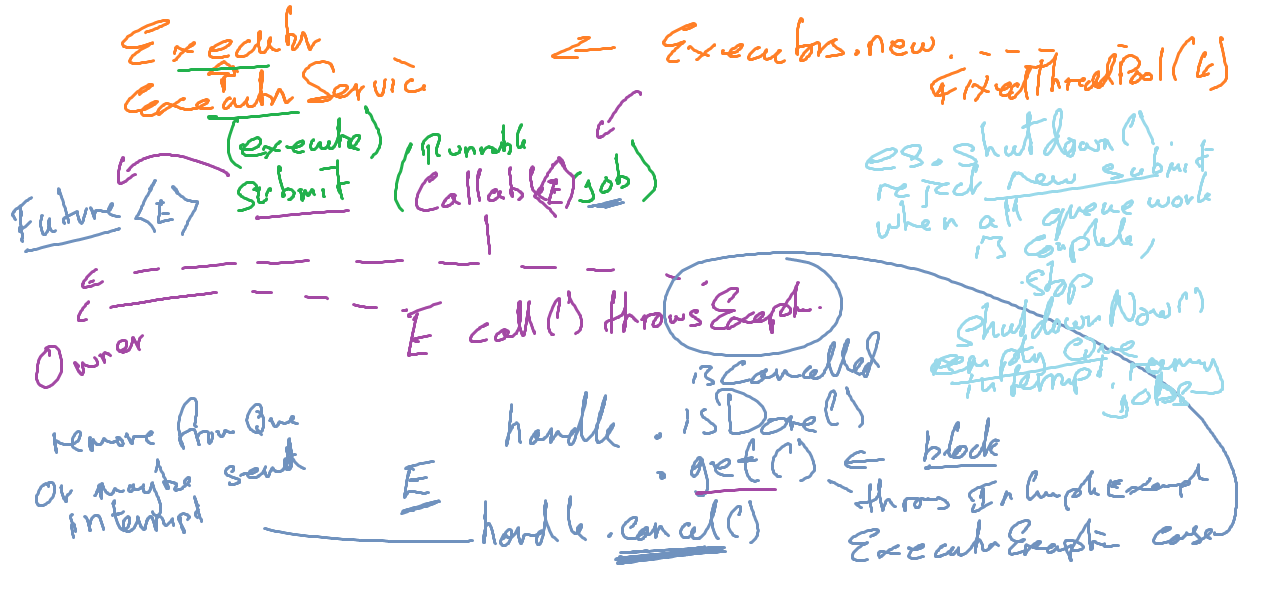 Executor
← Executors.new. - - - -
FixedThreadPool(k)
ExecutorService
(execute)
(Runnable
submit
Callable<E> job)
Future<E>
es.shutdown()
reject new submit
when all queue work
is complete,
stop
shutdownNow()
empty queue
interrupt running
jobs
E call() throws Exception.
Owner
isCancelled
handle .isDone()
E .get() ← block
throws InterruptedException
ExecutionException cause
handle.cancel()
remove from Queue
or maybe send
interrupt